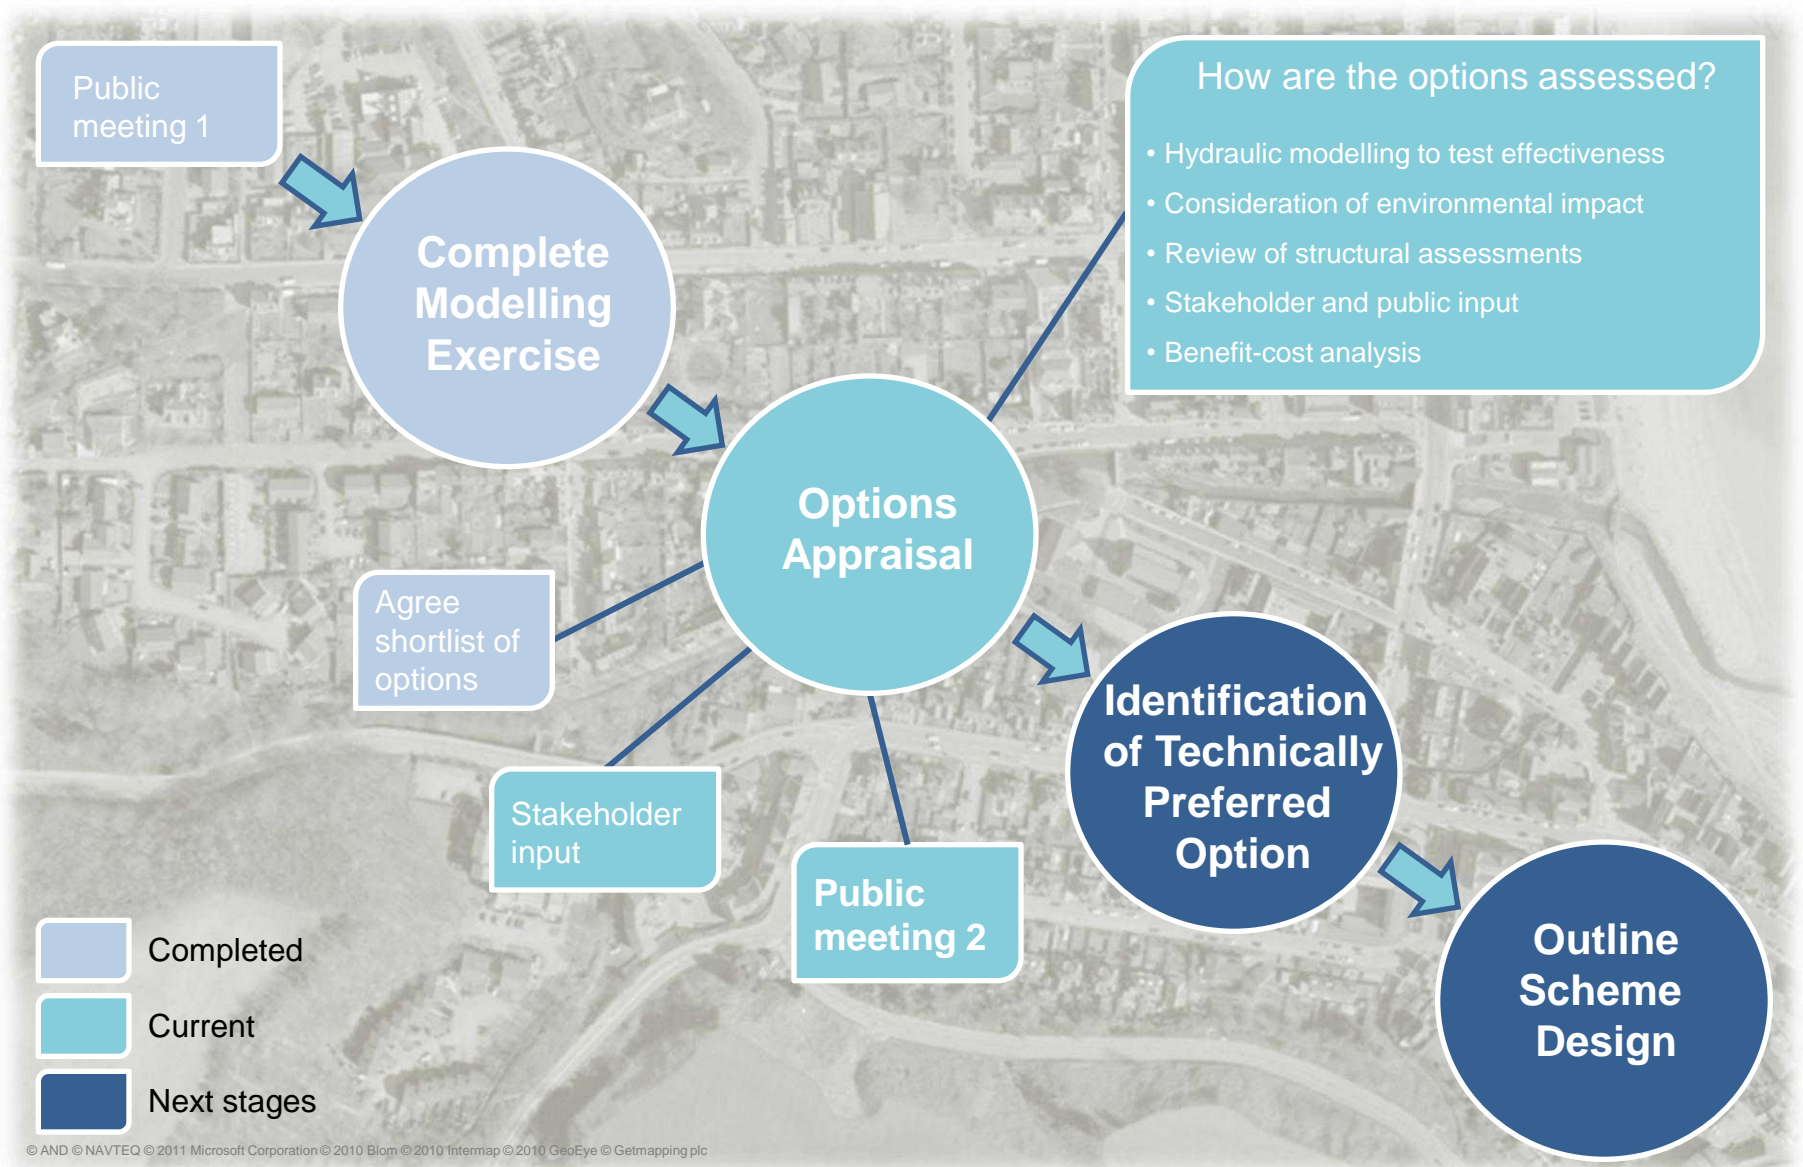 Public
meeting 1
How are the options assessed?
• Hydraulic modelling to test effectiveness
• Consideration of environmental impact
• Review of structural assessments
• Stakeholder and public input
• Benefit-cost analysis
Complete
Modelling
Exercise
Options
Appraisal
Agree
shortlist of
options
Stakeholder
input
Public
meeting 2
Identification
of Technically
Preferred
Option
Outline
Scheme
Design
Completed
Current
Next stages
© AND © NAVTEQ © 2011 Microsoft Corporation © 2010 Blom © 2010 Intermap © 2010 GeoEye © Getmapping plc